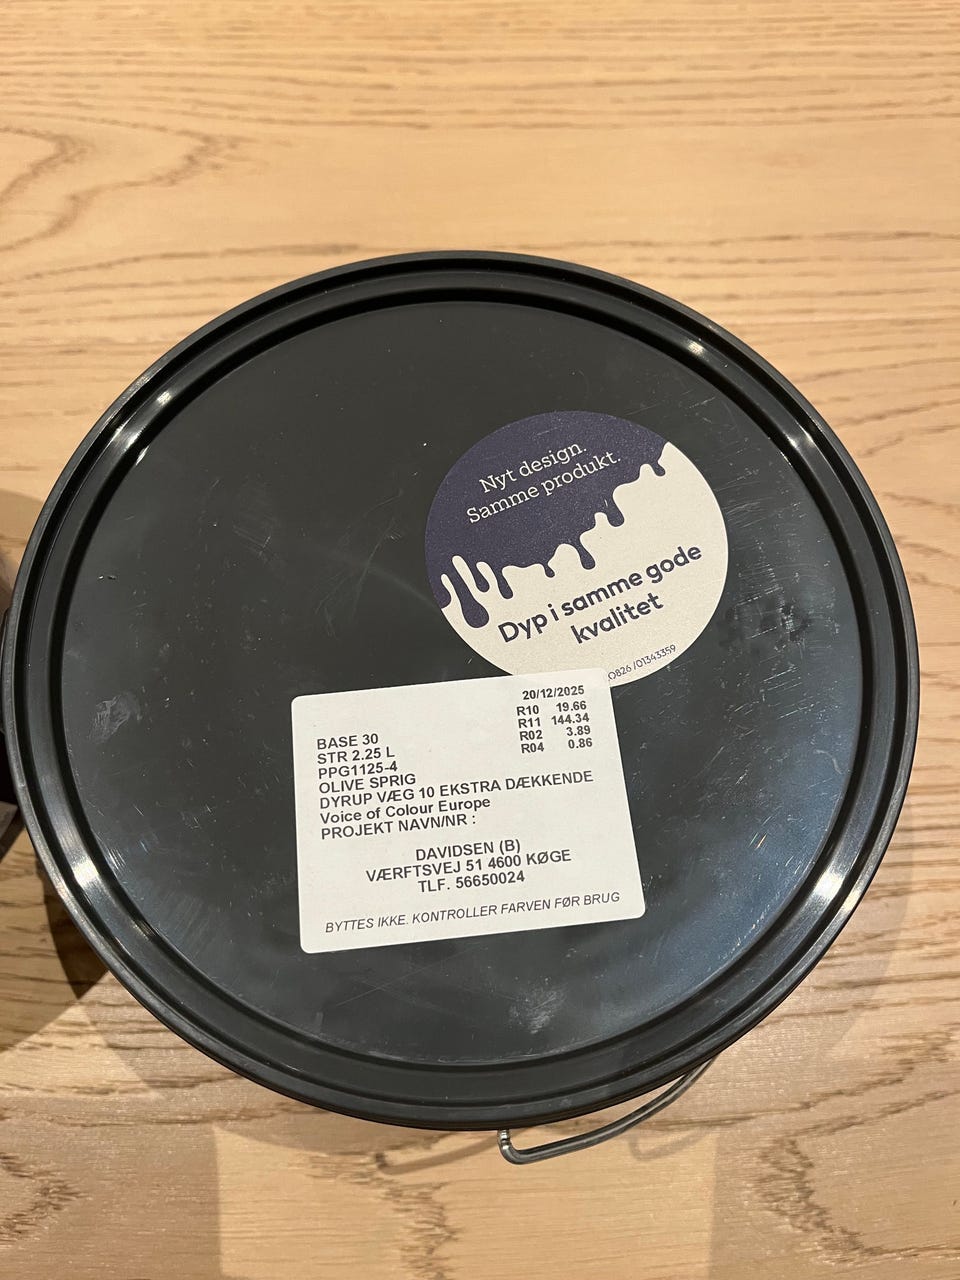 Nyt design.
Samme produkt.
Dyp i samme gode
kvalitet
0826 /01343359
20/12/2025
R10 19.66
R11 144.34
R02 3.89
R04 0.86
BASE 30
STR 2.25 L
PPG1125-4
OLIVE SPRIG
DYRUP VÆG 10 EKSTRA DÆKKENDE
Voice of Colour Europe
PROJEKT NAVN/NR :
DAVIDSEN (B)
VÆRFTSVEJ 51 4600 KØGE
TLF. 56650024
BYTTES IKKE. KONTROLLER FARVEN FØR BRUG